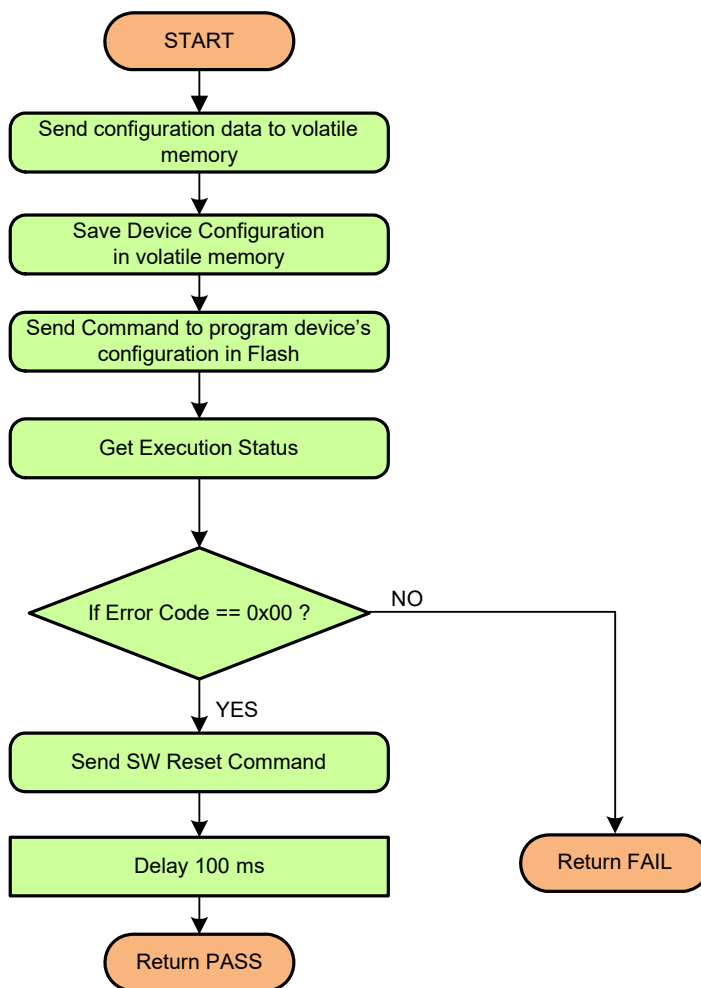 START
Send configuration data to volatile
memory
Save Device Configuration
in volatile memory
Send Command to program device’s
configuration in Flash
Get Execution Status
If Error Code == 0x00 ?
NO
YES
Send SW Reset Command
Delay 100 ms
Return FAIL
Return PASS